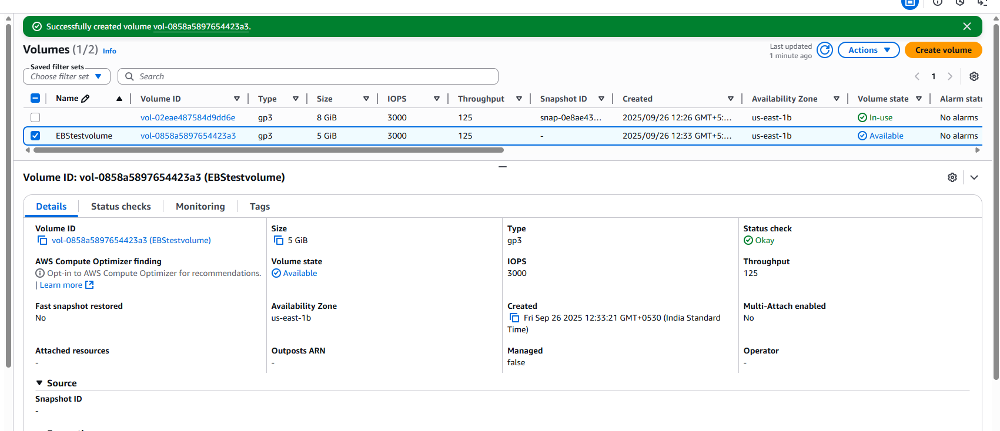 Successfully created volume vol-0858a5897654423a3.
Volumes (1/2) Info
Last updated
1 minute ago
Actions
Create volume
Saved filter sets
Choose filter set
Search
1
Name Volume ID Type Size IOPS Throughput Snapshot ID Created Availability Zone Volume state Alarm statu
vol-02eae487584d9dd6e gp3 8 GiB 3000 125 snap-0e8ae43... 2025/09/26 12:26 GMT+5:... us-east-1b In-use No alarms
EBStestvolume vol-0858a5897654423a3 gp3 5 GiB 3000 125 - 2025/09/26 12:33 GMT+5:... us-east-1b Available No alarms
Volume ID: vol-0858a5897654423a3 (EBStestvolume)
Details Status checks Monitoring Tags
Volume ID
vol-0858a5897654423a3 (EBStestvolume)
Size
5 GiB
Type
gp3
Status check
Okay
AWS Compute Optimizer finding
Opt-in to AWS Compute Optimizer for recommendations.
| Learn more
Volume state
Available
IOPS
3000
Throughput
125
Fast snapshot restored
No
Availability Zone
us-east-1b
Created
Fri Sep 26 2025 12:33:21 GMT+0530 (India Standard
Time)
Multi-Attach enabled
No
Attached resources
-
Outposts ARN
-
Managed
false
Operator
-
Source
Snapshot ID
-